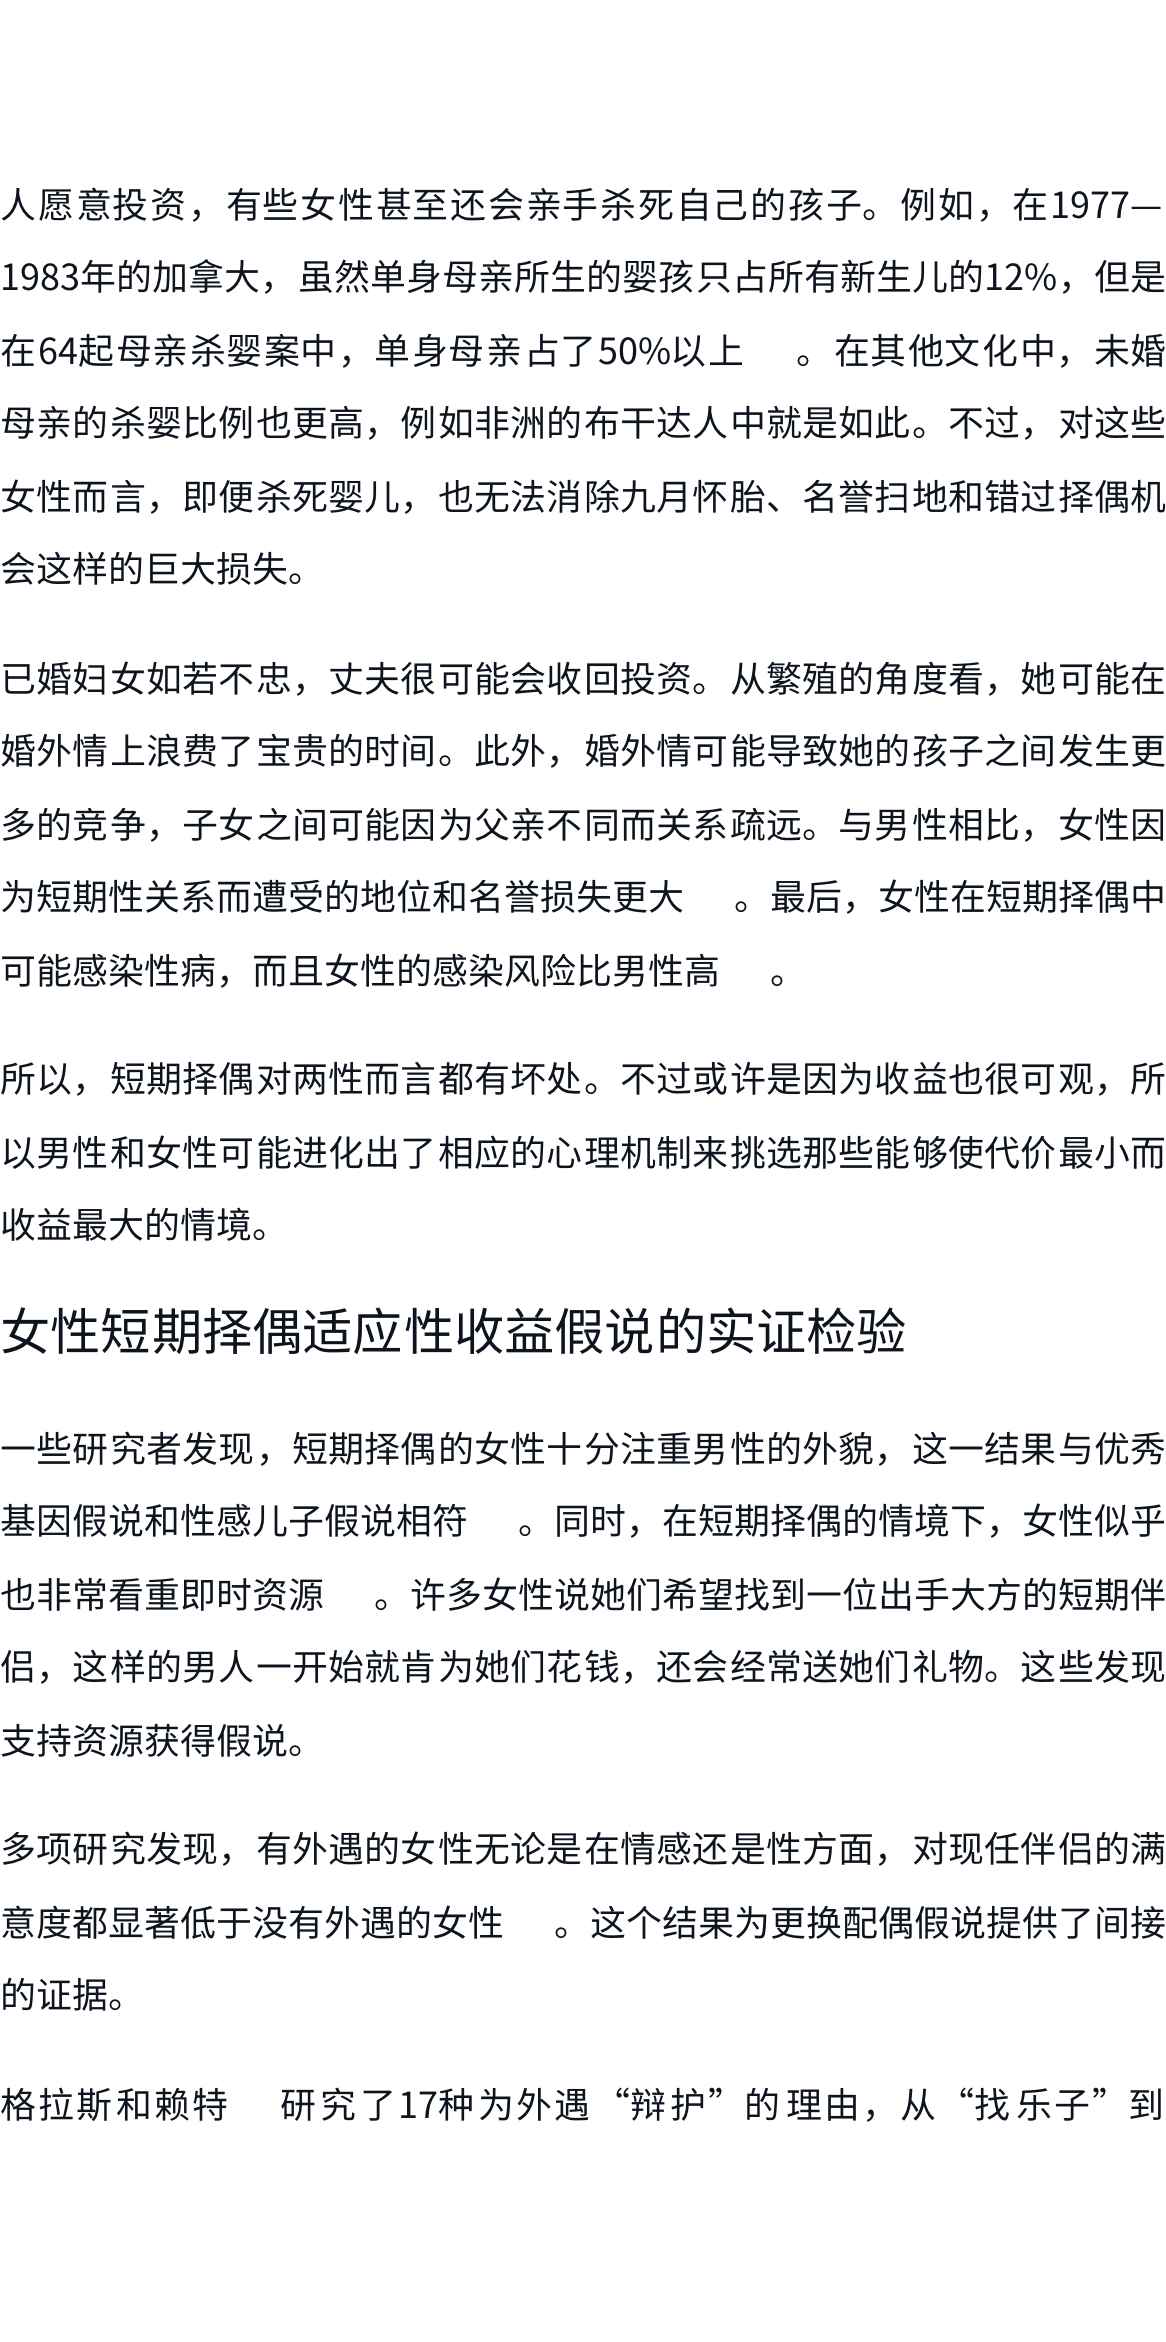 人愿意投资，有些女性甚至还会亲手杀死自己的孩子。例如，在1977—
1983年的加拿大，虽然单身母亲所生的婴孩只占所有新生儿的12%，但是
在64起母亲杀婴案中，单身母亲占了50%以上 。在其他文化中，未婚
母亲的杀婴比例也更高，例如非洲的布干达人中就是如此。不过，对这些
女性而言，即便杀死婴儿，也无法消除九月怀胎、名誉扫地和错过择偶机
会这样的巨大损失。
已婚妇女如若不忠，丈夫很可能会收回投资。从繁殖的角度看，她可能在
婚外情上浪费了宝贵的时间。此外，婚外情可能导致她的孩子之间发生更
多的竞争，子女之间可能因为父亲不同而关系疏远。与男性相比，女性因
为短期性关系而遭受的地位和名誉损失更大 。最后，女性在短期择偶中
可能感染性病，而且女性的感染风险比男性高 。
所以，短期择偶对两性而言都有坏处。不过或许是因为收益也很可观，所
以男性和女性可能进化出了相应的心理机制来挑选那些能够使代价最小而
收益最大的情境。
女性短期择偶适应性收益假说的实证检验
一些研究者发现，短期择偶的女性十分注重男性的外貌，这一结果与优秀
基因假说和性感儿子假说相符 。同时，在短期择偶的情境下，女性似乎
也非常看重即时资源 。许多女性说她们希望找到一位出手大方的短期伴
侣，这样的男人一开始就肯为她们花钱，还会经常送她们礼物。这些发现
支持资源获得假说。
多项研究发现，有外遇的女性无论是在情感还是性方面，对现任伴侣的满
意度都显著低于没有外遇的女性 。这个结果为更换配偶假说提供了间接
的证据。
格拉斯和赖特 研究了17种为外遇“辩护”的理由，从“找乐子”到